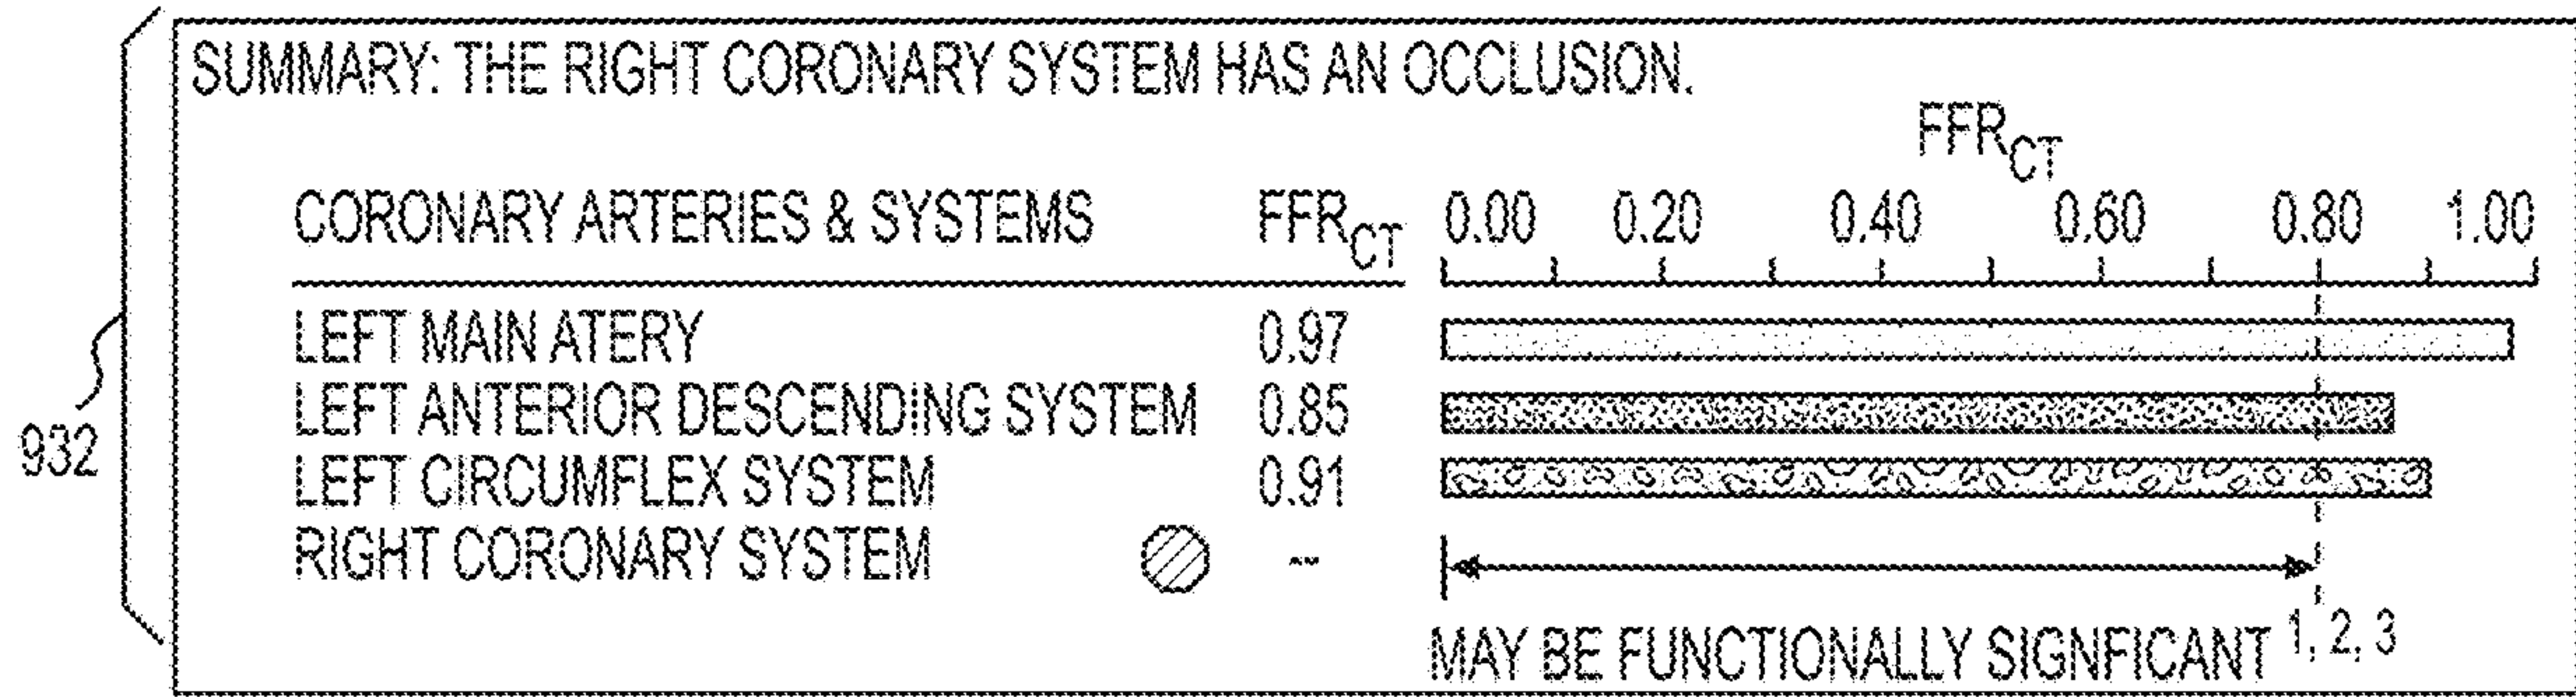 SUMMARY: THE RIGHT CORONARY SYSTEM HAS AN OCCLUSION.
FFRCT
CORONARY ARTERIES & SYSTEMS FFRCT 0.00 0.20 0.40 0.60 0.80 1.00
LEFT MAIN ATERY 0.97
LEFT ANTERIOR DESCENDING SYSTEM 0.85
LEFT CIRCUMFLEX SYSTEM 0.91
RIGHT CORONARY SYSTEM --
MAY BE FUNCTIONALLY SIGNFICANT 1, 2, 3
932